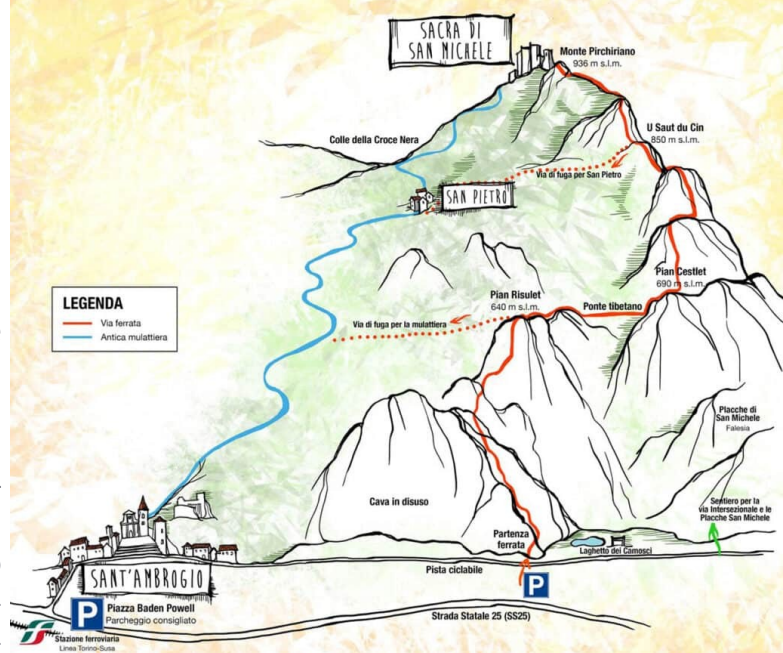 SACRA DI
SAN MICHELE
Monte Pirchiriano
936 m s.l.m.
U Saut du Cin
850 m s.l.m.
Colle della Croce Nera
Via di fuga per San Pietro
SAN PIETRO
Pian Cestlet
690 m s.l.m.
Pian Risulet
640 m s.l.m.
Ponte tibetano
LEGENDA
Via ferrata
Antica mulattiera
Via di fuga per la mulattiera
Placche di
San Michele
Falesia
Cava in disuso
Sentiero per la
via Intersezionale e le
Placche San Michele
Partenza
ferrata
Laghetto dei Camosci
Pista ciclabile
SANT'AMBROGIO
P
P
Piazza Baden Powell
Parcheggio consigliato
Strada Statale 25 (SS25)
Stazione ferroviaria
Linea Torino-Susa